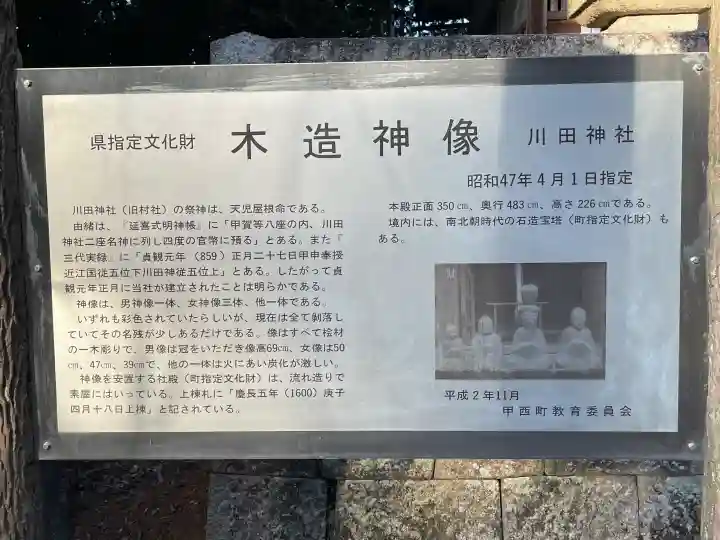 県指定文化財 木造神像 川田神社
昭和47年4月1日指定
川田神社(旧村社)の祭神は、天児屋根命である。
由緒は、『延喜式明神帳』に「甲賀等八座の内、川田
神社二座名神に列し四度の官幣に預る」とある。また『
三代実録』に「貞観元年(859)正月二十七日甲申奉授
近江国従五位下川田神従五位上」とある。したがって貞
観元年正月に当社が建立されたことは明らかである。
神像は、男神像一体、女神像三体、他一体である。
いずれも彩色されていたらしいが、現在は全て剝落し
ていてその名残が少しあるだけである。像はすべて桧材
の一木彫りで、男像は冠をいただき像高69㎝、女像は50
㎝、47㎝、39㎝で、他の一体は火にあい炭化が激しい。
神像を安置する社殿(町指定文化財)は、流れ造りで
素屋にはいっている。上棟札に「慶長五年(1600)庚子
四月十八日上棟」と記されている。
本殿正面350㎝、奥行483㎝、高さ226㎝である。
境内には、南北朝時代の石造宝塔(町指定文化財)も
ある。
平成2年11月
甲西町教育委員会